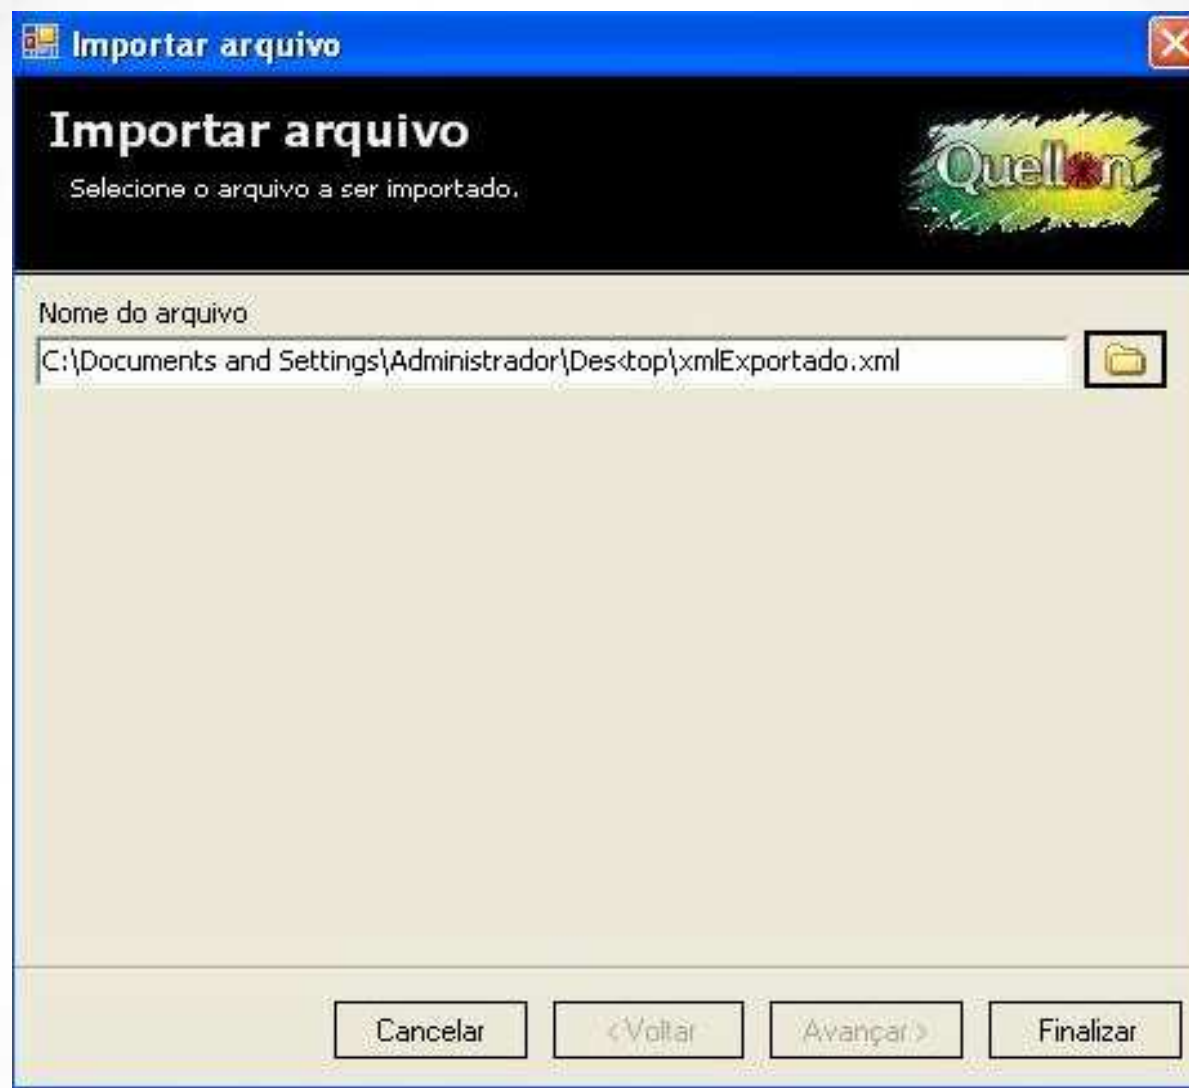 Importar arquivo
Importar arquivo
Selecione o arquivo a ser importado.
Quellon
Nome do arquivo
C:\Documents and Settings\Administrador\Desktop\xmlExportado.xml
Cancelar <Voltar Avançar> Finalizar